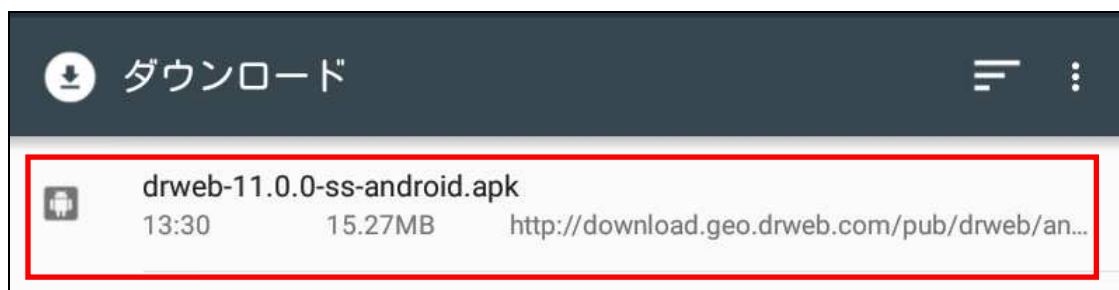 ダウンロード
drweb-11.0.0-ss-android.apk
13:30 15.27MB http://download.geo.drweb.com/pub/drweb/an...